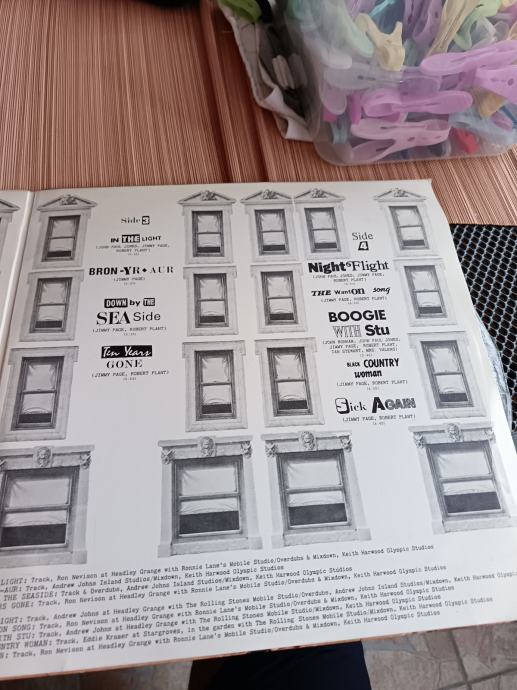 Side 3
IN THE LIGHT
(JOHN PAUL JONES, JIMMY PAGE,
ROBERT PLANT)
BRON-YR-AUR
(JIMMY PAGE)
DOWN by THE
SEA Side
(JIMMY PAGE, ROBERT PLANT)
Ten Years
GONE
(JIMMY PAGE, ROBERT PLANT)
Side
4
Night Flight
(JOHN PAUL JONES, JIMMY PAGE,
ROBERT PLANT)
THE WantON song
(JIMMY PAGE, ROBERT PLANT)
BOOGIE
WITH Stu
(JOHN BONHAM, JOHN PAUL JONES,
JIMMY PAGE, ROBERT PLANT,
IAN STEWART, MRS. VALENS)
BLACK COUNTRY
woman
(JIMMY PAGE, ROBERT PLANT)
Sick AGAIN
(JIMMY PAGE, ROBERT PLANT)
LIGHT: Track, Ron Nevison at Headley Grange with Ronnie Lane's Mobile Studio/Overdubs & Mixdown, Keith Harwood Olympic Studios
-AUR: Track, Andrew Johns Island Studios/Mixdown, Keith Harwood Olympic Studios
THE SEASIDE: Track & Overdubs, Andrew Johns Island Studios/Mixdown, Keith Harwood Olympic Studios
RS GONE: Track, Ron Nevison at Headley Grange with Ronnie Lane's Mobile Studio/Overdubs & Mixdown, Keith Harwood Olympic Studios
IGHT: Track, Andrew Johns at Headley Grange with The Rolling Stones Mobile Studio/Overdubs, Andrew Johns Island Studios/Mixdown, Keith Harwood Olympic
ON SONG: Track, Ron Nevison at Headley Grange with Ronnie Lane's Mobile Studio/Overdubs & Mixdown, Keith Harwood Olympic Studios
ITH STU: Track, Andrew Johns at Headley Grange with The Rolling Stones Mobile Studio/Overdubs & Mixdown, Keith Harwood Olympic Studios
NTRY WOMAN: Track, Eddie Kramer at Stargroves, in the garden with The Rolling Stones Mobile Studio/Mixdown, Keith Harwood Olympic
N: Track, Ron Nevison at Headley Grange with Ronnie Lane's Mobile Studio/Overdubs & Mixdown, Keith Harwood Olympic Studios